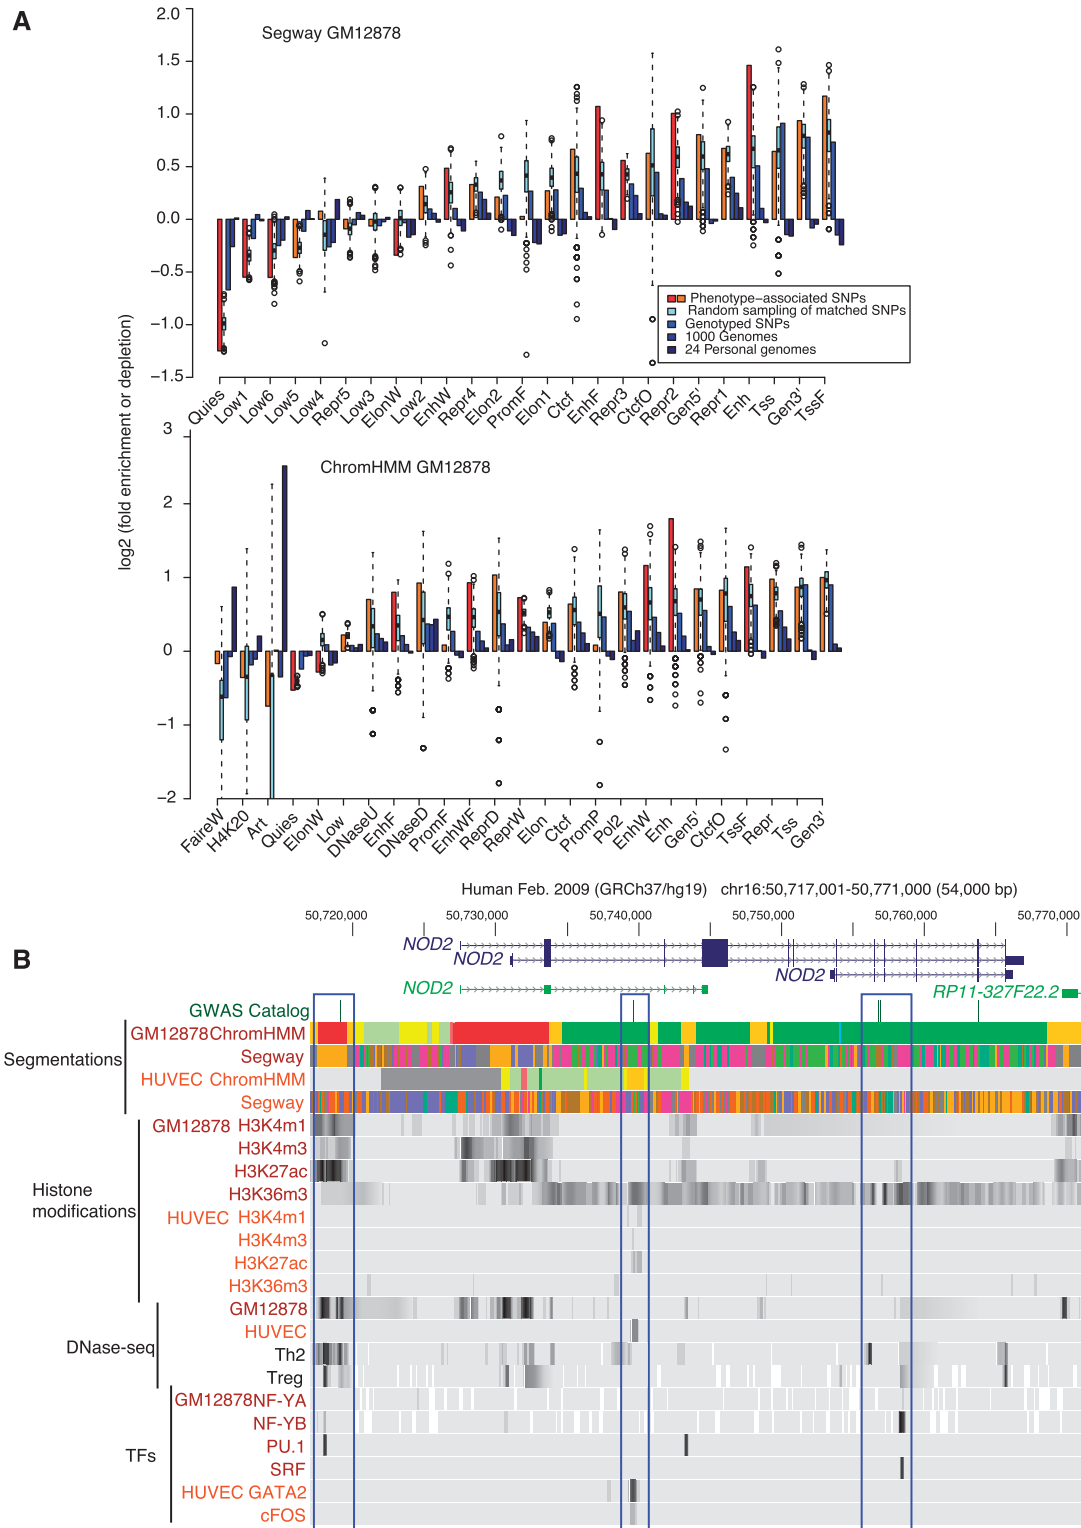 A
Segway GM12878
log2 (fold enrichment or depletion)
2.0
1.5
1.0
0.5
0.0
−0.5
−1.0
−1.5
Phenotype−associated SNPs
Random sampling of matched SNPs
Genotyped SNPs
1000 Genomes
24 Personal genomes
Quies
Low1
Low6
Low5
Low4
Repr5
Low3
ElonW
Low2
EnhW
Repr4
Elon2
PromF
Elon1
Ctcf
EnhF
Repr3
CtcfO
Repr2
Gen5'
Repr1
Enh
Tss
Gen3'
TssF
ChromHMM GM12878
3
2
1
0
−1
−2
FaireW
H4K20
Art
Quies
ElonW
Low
DNaseU
EnhF
DNaseD
PromF
EnhWF
ReprD
ReprW
Elon
Ctcf
PromP
Pol2
EnhW
Enh
Gen5'
CtcfO
TssF
Repr
Tss
Gen3'
B
Human Feb. 2009 (GRCh37/hg19) chr16:50,717,001-50,771,000 (54,000 bp)
50,720,000
50,730,000
50,740,000
50,750,000
50,760,000
50,770,000
NOD2
NOD2
NOD2
NOD2
RP11-327F22.2
GWAS Catalog
Segmentations
GM12878 ChromHMM
Segway
HUVEC ChromHMM
Segway
Histone
modifications
GM12878 H3K4m1
H3K4m3
H3K27ac
H3K36m3
HUVEC H3K4m1
H3K4m3
H3K27ac
H3K36m3
DNase-seq
GM12878
HUVEC
Th2
Treg
TFs
GM12878 NF-YA
NF-YB
PU.1
SRF
HUVEC GATA2
cFOS